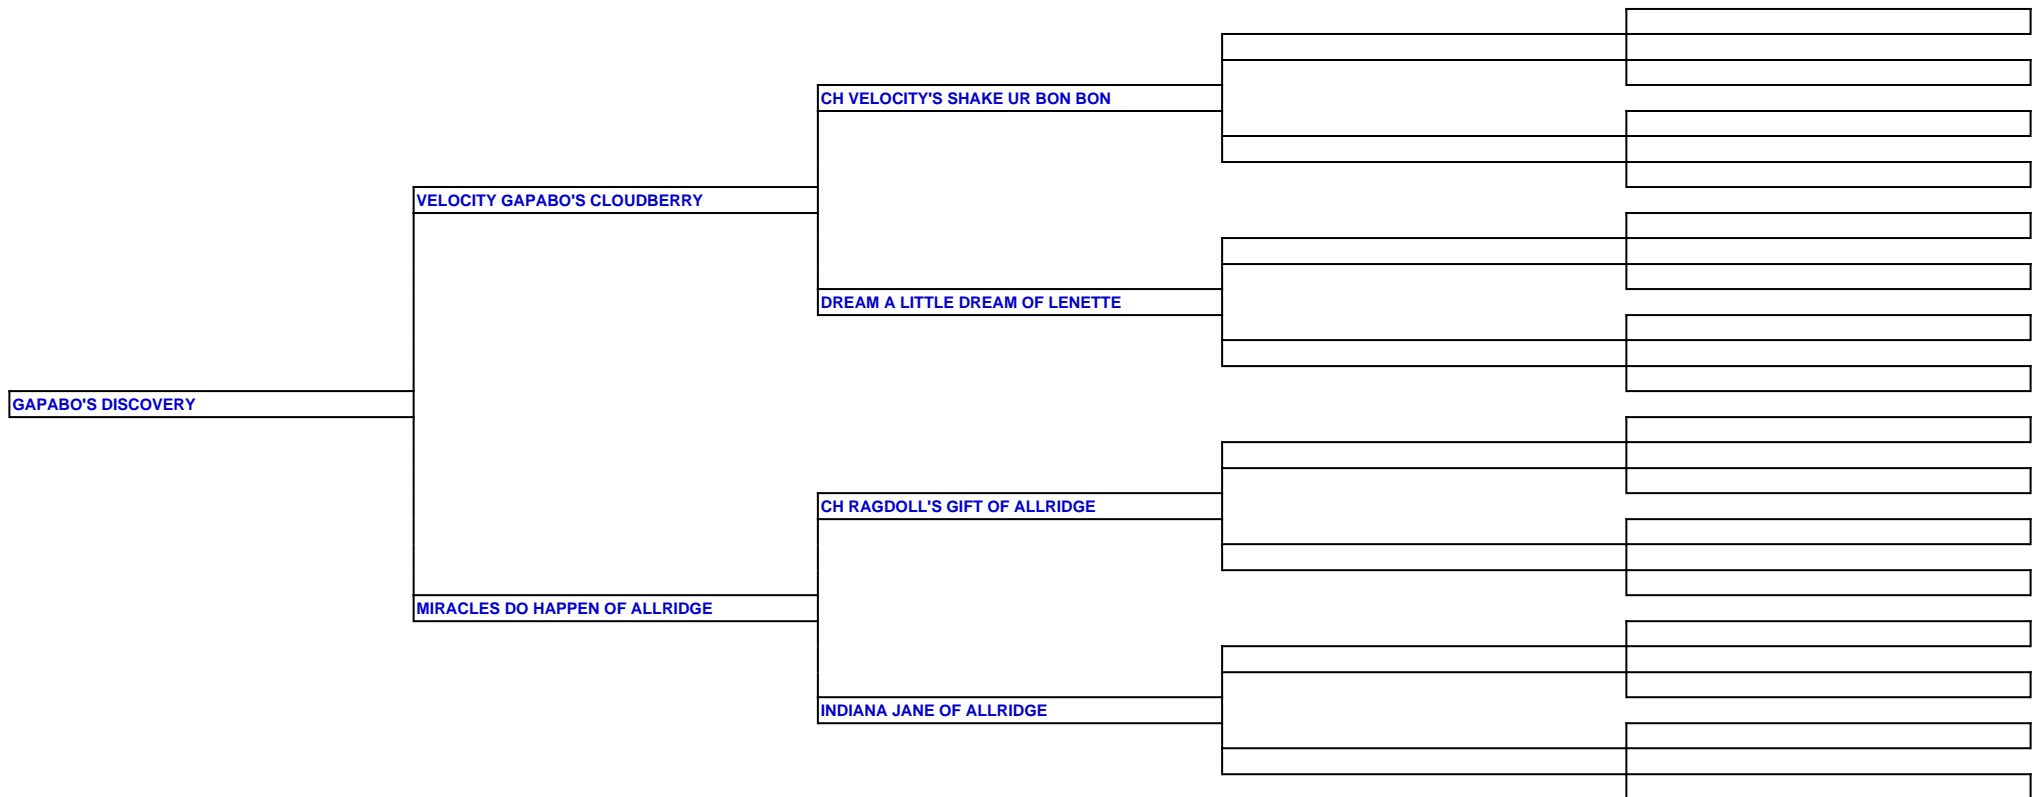 CH VELOCITY'S SHAKE UR BON BON
VELOCITY GAPABO'S CLOUDBERRY
DREAM A LITTLE DREAM OF LENETTE
GAPABO'S DISCOVERY
CH RAGDOLL'S GIFT OF ALLRIDGE
MIRACLES DO HAPPEN OF ALLRIDGE
INDIANA JANE OF ALLRIDGE